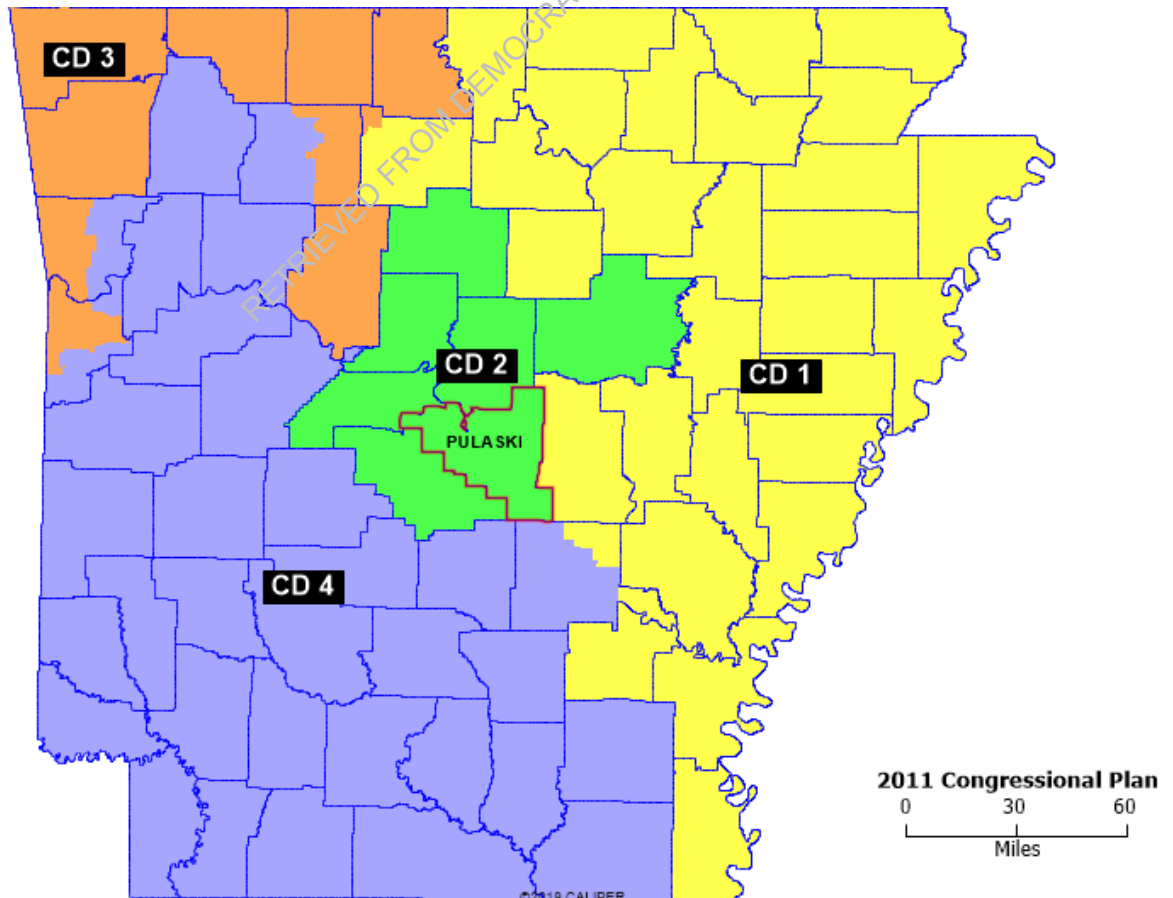 CD 3
RETRIEVED FROM DEMOCRA
CD 2
CD 1
PULASKI
CD 4
2011 Congressional Plan
0 30 60
Miles
CALIPER